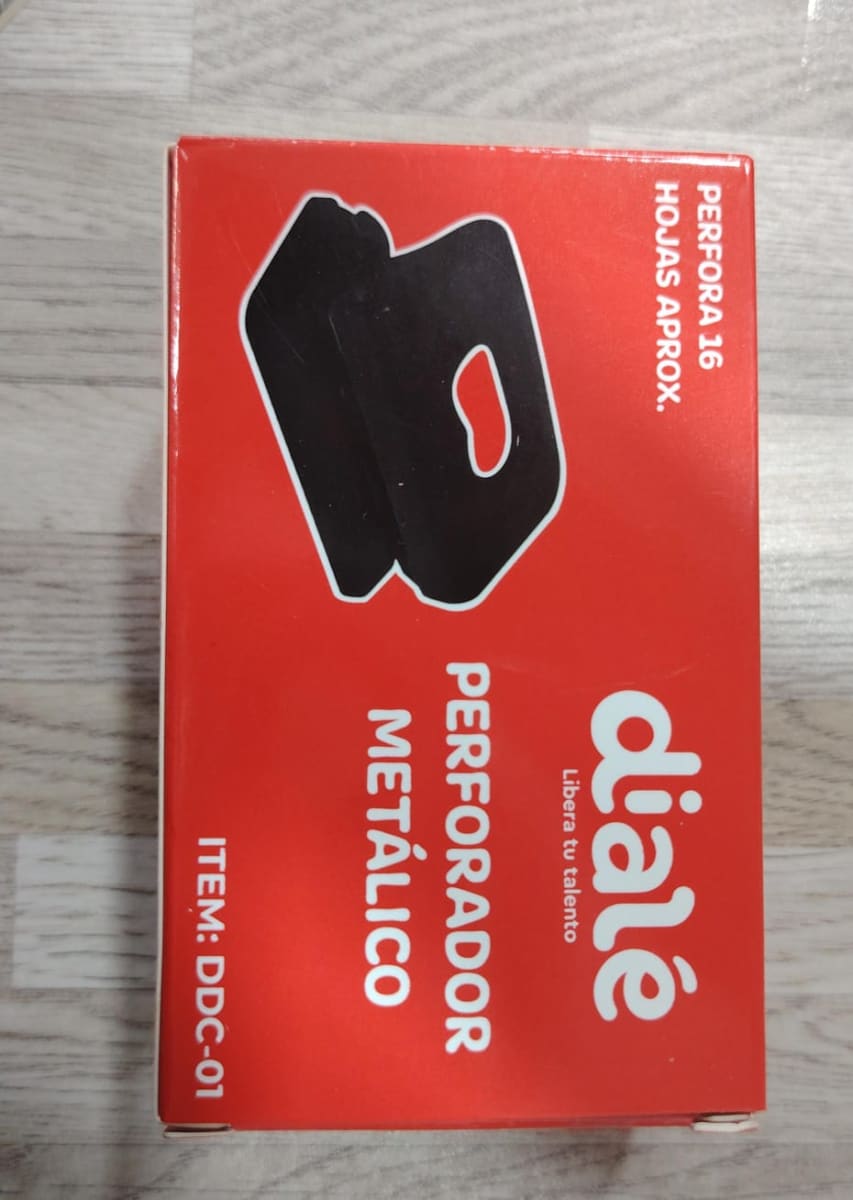 PERFORA 16
HOJAS APROX.
dialé
Libera tu talento
PERFORADOR
METÁLICO
ITEM: DDC-01